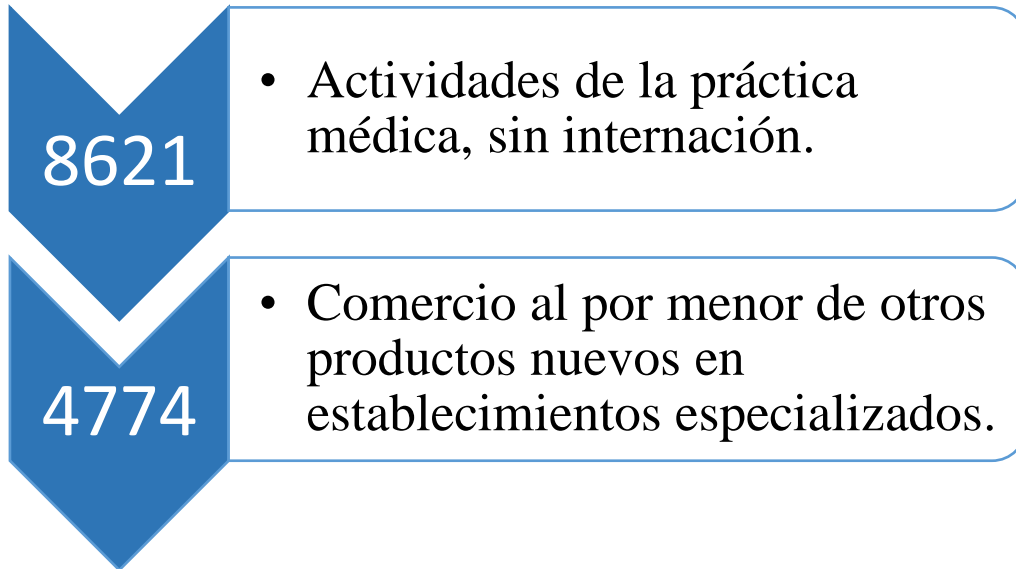 8621
• Actividades de la práctica
médica, sin internación.
4774
• Comercio al por menor de otros
productos nuevos en
establecimientos especializados.